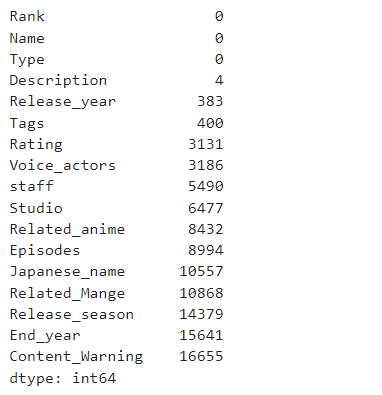 Rank 0
Name 0
Type 0
Description 4
Release_year 383
Tags 400
Rating 3131
Voice_actors 3186
staff 5490
Studio 6477
Related_anime 8432
Episodes 8994
Japanese_name 10557
Related_Mange 10868
Release_season 14379
End_year 15641
Content_Warning 16655
dtype: int64